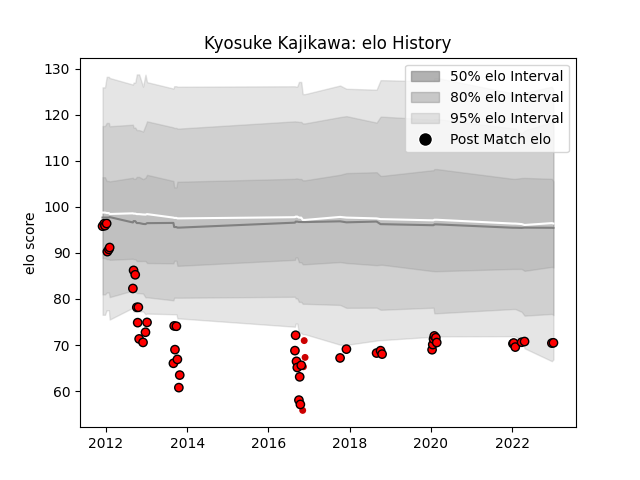 Kyosuke Kajikawa: elo History
130
120
110
100
90
80
70
60
elo score
50% elo Interval
80% elo Interval
95% elo Interval
Post Match elo
2012
2014
2016
2018
2020
2022